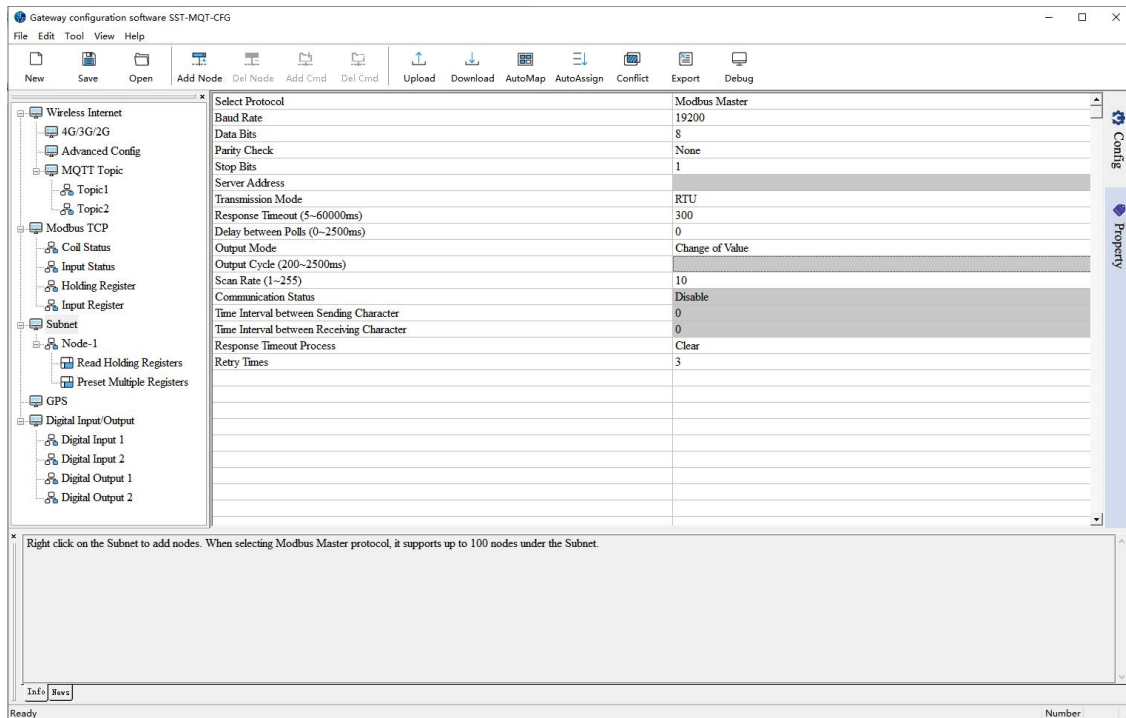 Gateway configuration software SST-MQT-CFG
File Edit Tool View Help
New Save Open Add Node Del Node Add Cmd Del Cmd Upload Download AutoMap AutoAssign Conflict Export Debug
Wireless Internet
4G/3G/2G
Advanced Config
MQTT Topic
Topic1
Topic2
Modbus TCP
Coil Status
Input Status
Holding Register
Input Register
Subnet
Node-1
Read Holding Registers
Preset Multiple Registers
GPS
Digital Input/Output
Digital Input 1
Digital Input 2
Digital Output 1
Digital Output 2
Select Protocol Modbus Master
Baud Rate 19200
Data Bits 8
Parity Check None
Stop Bits 1
Server Address
Transmission Mode RTU
Response Timeout (5~60000ms) 300
Delay between Polls (0~2500ms) 0
Output Mode Change of Value
Output Cycle (200~2500ms)
Scan Rate (1~255) 10
Communication Status Disable
Time Interval between Sending Character 0
Time Interval between Receiving Character 0
Response Timeout Process Clear
Retry Times 3
Config
Property
Right click on the Subnet to add nodes. When selecting Modbus Master protocol, it supports up to 100 nodes under the Subnet.
Info News
Ready Number